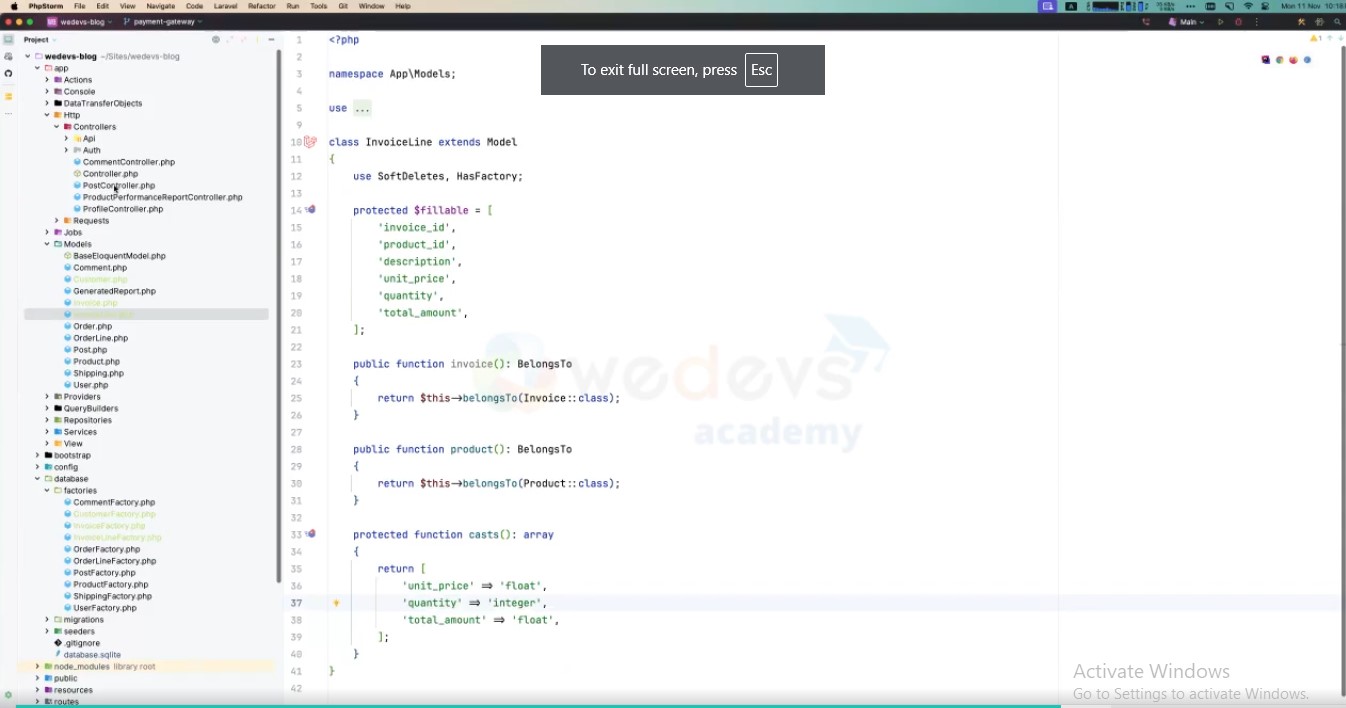 PhpStorm File Edit View Navigate Code Laravel Refactor Run Tools Git Window Help
Mon 11 Nov 10:18
wedevs-blog payment-gateway
Main
Project
wedevs-blog ~/Sites/wedevs-blog
app
Actions
Console
DataTransferObjects
Http
Controllers
Api
Auth
CommentController.php
Controller.php
PostController.php
ProductPerformanceReportController.php
ProfileController.php
Requests
Jobs
Models
BaseEloquentModel.php
Comment.php
Customer.php
GeneratedReport.php
Invoice.php
Order.php
OrderLine.php
Post.php
Product.php
Shipping.php
User.php
Providers
QueryBuilders
Repositories
Services
View
bootstrap
config
database
factories
CommentFactory.php
CustomerFactory.php
InvoiceFactory.php
InvoiceLineFactory.php
OrderFactory.php
OrderLineFactory.php
PostFactory.php
ProductFactory.php
ShippingFactory.php
UserFactory.php
migrations
seeders
.gitignore
database.sqlite
node_modules library root
public
resources
routes
To exit full screen, press Esc
1 <?php
2
3 namespace App\Models;
4
5 use ...
9
10 class InvoiceLine extends Model
11 {
12 use SoftDeletes, HasFactory;
13
14 protected $fillable = [
15 'invoice_id',
16 'product_id',
17 'description',
18 'unit_price',
19 'quantity',
20 'total_amount',
21 ];
22
23 public function invoice(): BelongsTo
24 {
25 return $this->belongsTo(Invoice::class);
26 }
27
28 public function product(): BelongsTo
29 {
30 return $this->belongsTo(Product::class);
31 }
32
33 protected function casts(): array
34 {
35 return [
36 'unit_price' => 'float',
37 'quantity' => 'integer',
38 'total_amount' => 'float',
39 ];
40 }
41 }
42
wedevs
academy
1
Activate Windows
Go to Settings to activate Windows.